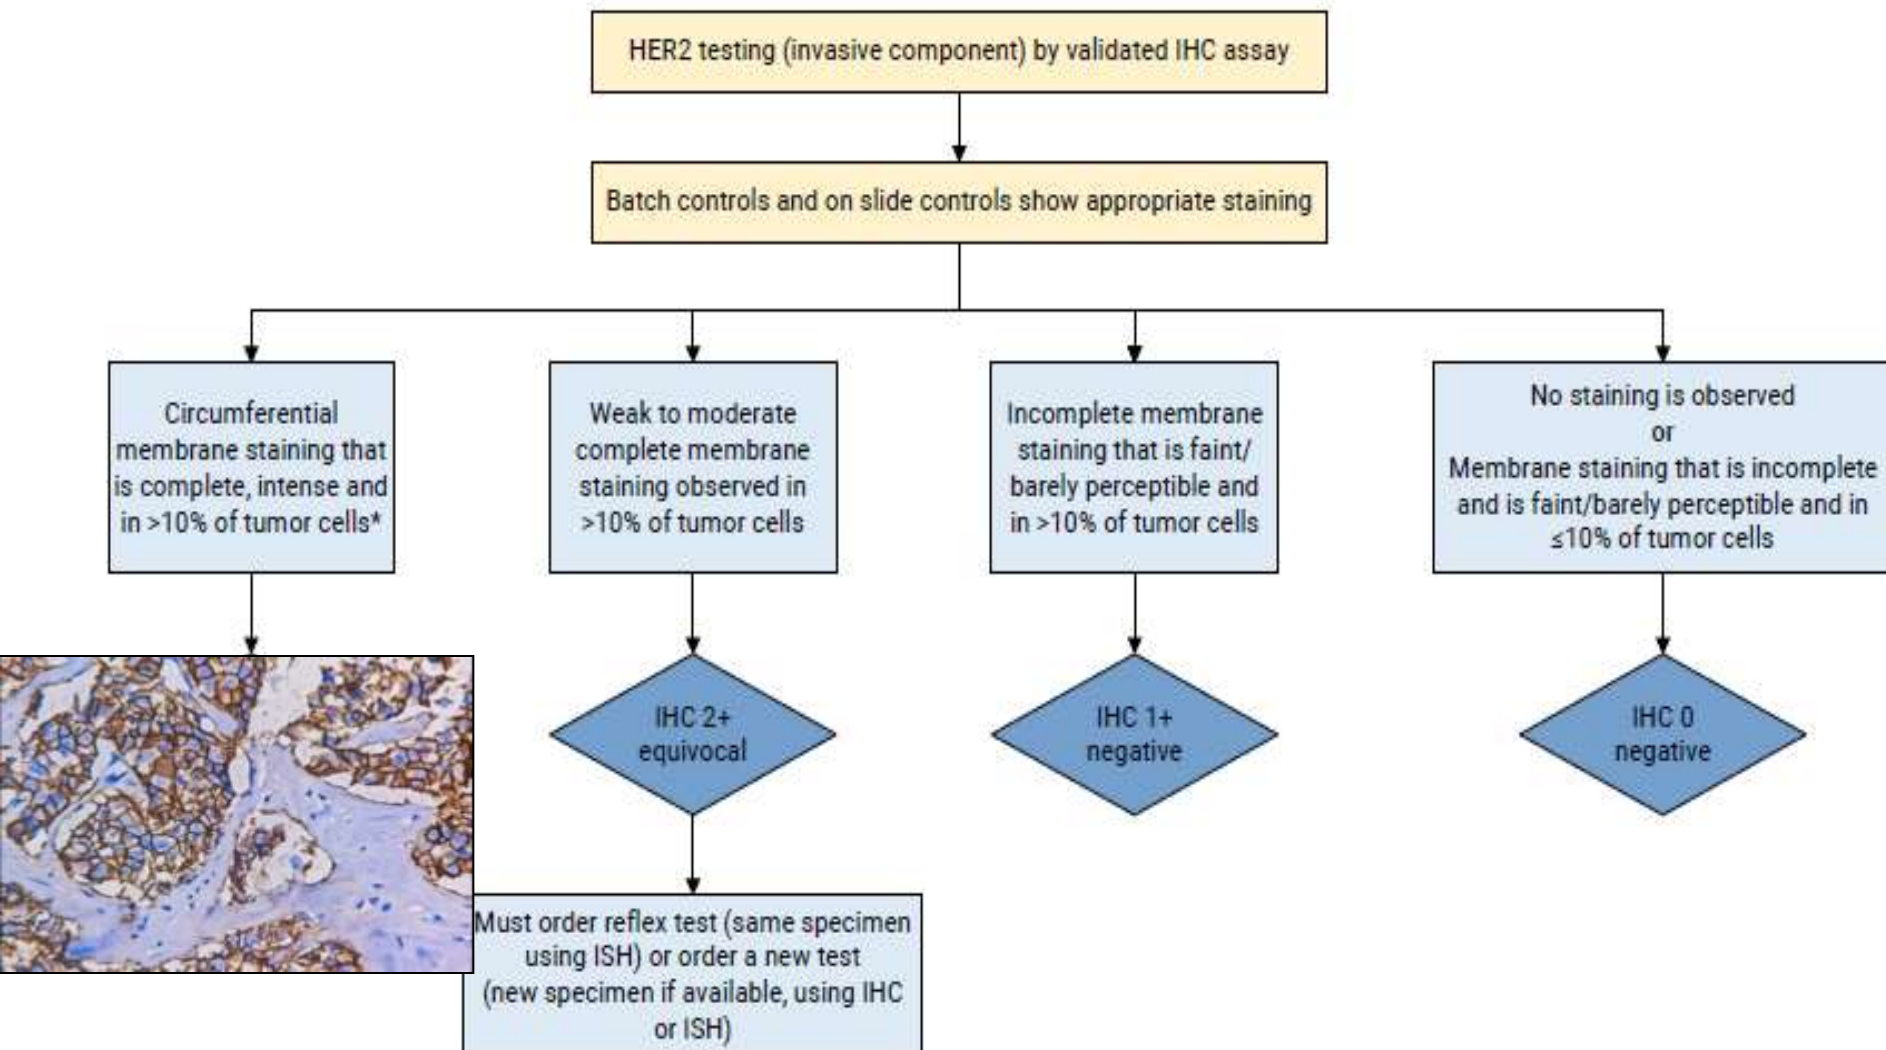 HER2 testing (invasive component) by validated IHC assay
Batch controls and on slide controls show appropriate staining
Circumferential
membrane staining that
is complete, intense and
in >10% of tumor cells*
Weak to moderate
complete membrane
staining observed in
>10% of tumor cells
Incomplete membrane
staining that is faint/
barely perceptible and
in >10% of tumor cells
No staining is observed
or
Membrane staining that is incomplete
and is faint/barely perceptible and in
≤10% of tumor cells
IHC 2+
equivocal
IHC 1+
negative
IHC 0
negative
Must order reflex test (same specimen
using ISH) or order a new test
(new specimen if available, using IHC
or ISH)